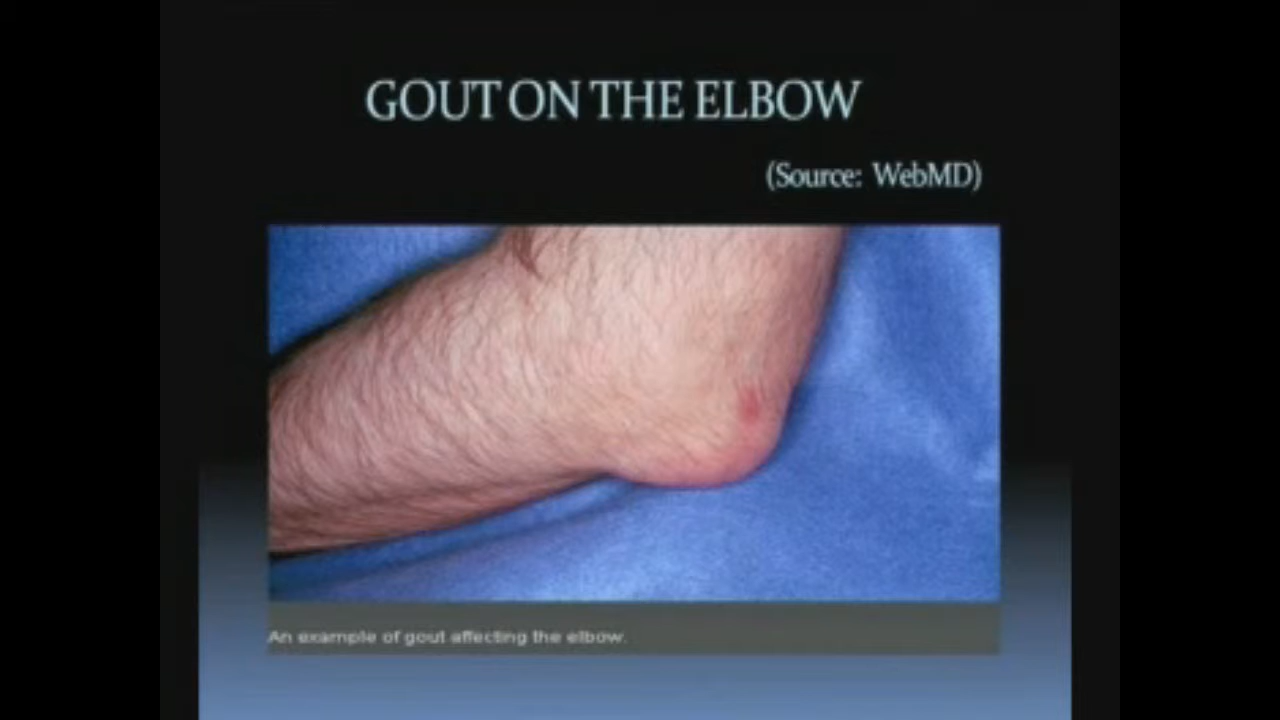 GOUT ON THE ELBOW
(Source: WebMD)
An example of gout affecting the elbow.